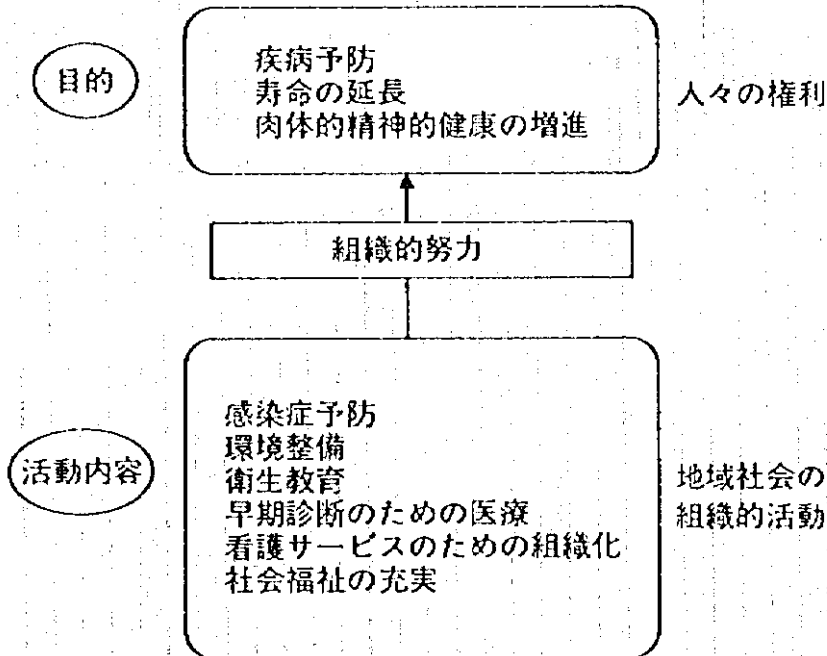 目的
疾病予防
寿命の延長
肉体的精神的健康の増進
人々の権利
組織的努力
活動内容
感染症予防
環境整備
衛生教育
早期診断のための医療
看護サービスのための組織化
社会福祉の充実
地域社会の
組織的活動